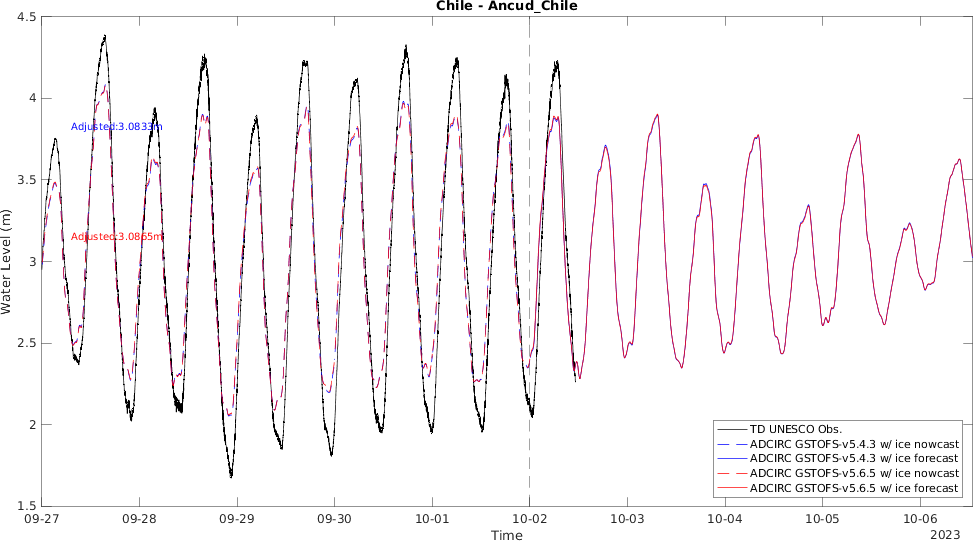 Chile - Ancud_Chile
4.5
4
3.5
3
2.5
2
1.5
Water Level (m)
Adjusted:3.0833m
Adjusted:3.0865m
TD UNESCO Obs.
ADCIRC GSTOFS-v5.4.3 w/ ice nowcast
ADCIRC GSTOFS-v5.4.3 w/ ice forecast
ADCIRC GSTOFS-v5.6.5 w/ ice nowcast
ADCIRC GSTOFS-v5.6.5 w/ ice forecast
09-27 09-28 09-29 09-30 10-01 10-02 10-03 10-04 10-05 10-06
Time
2023